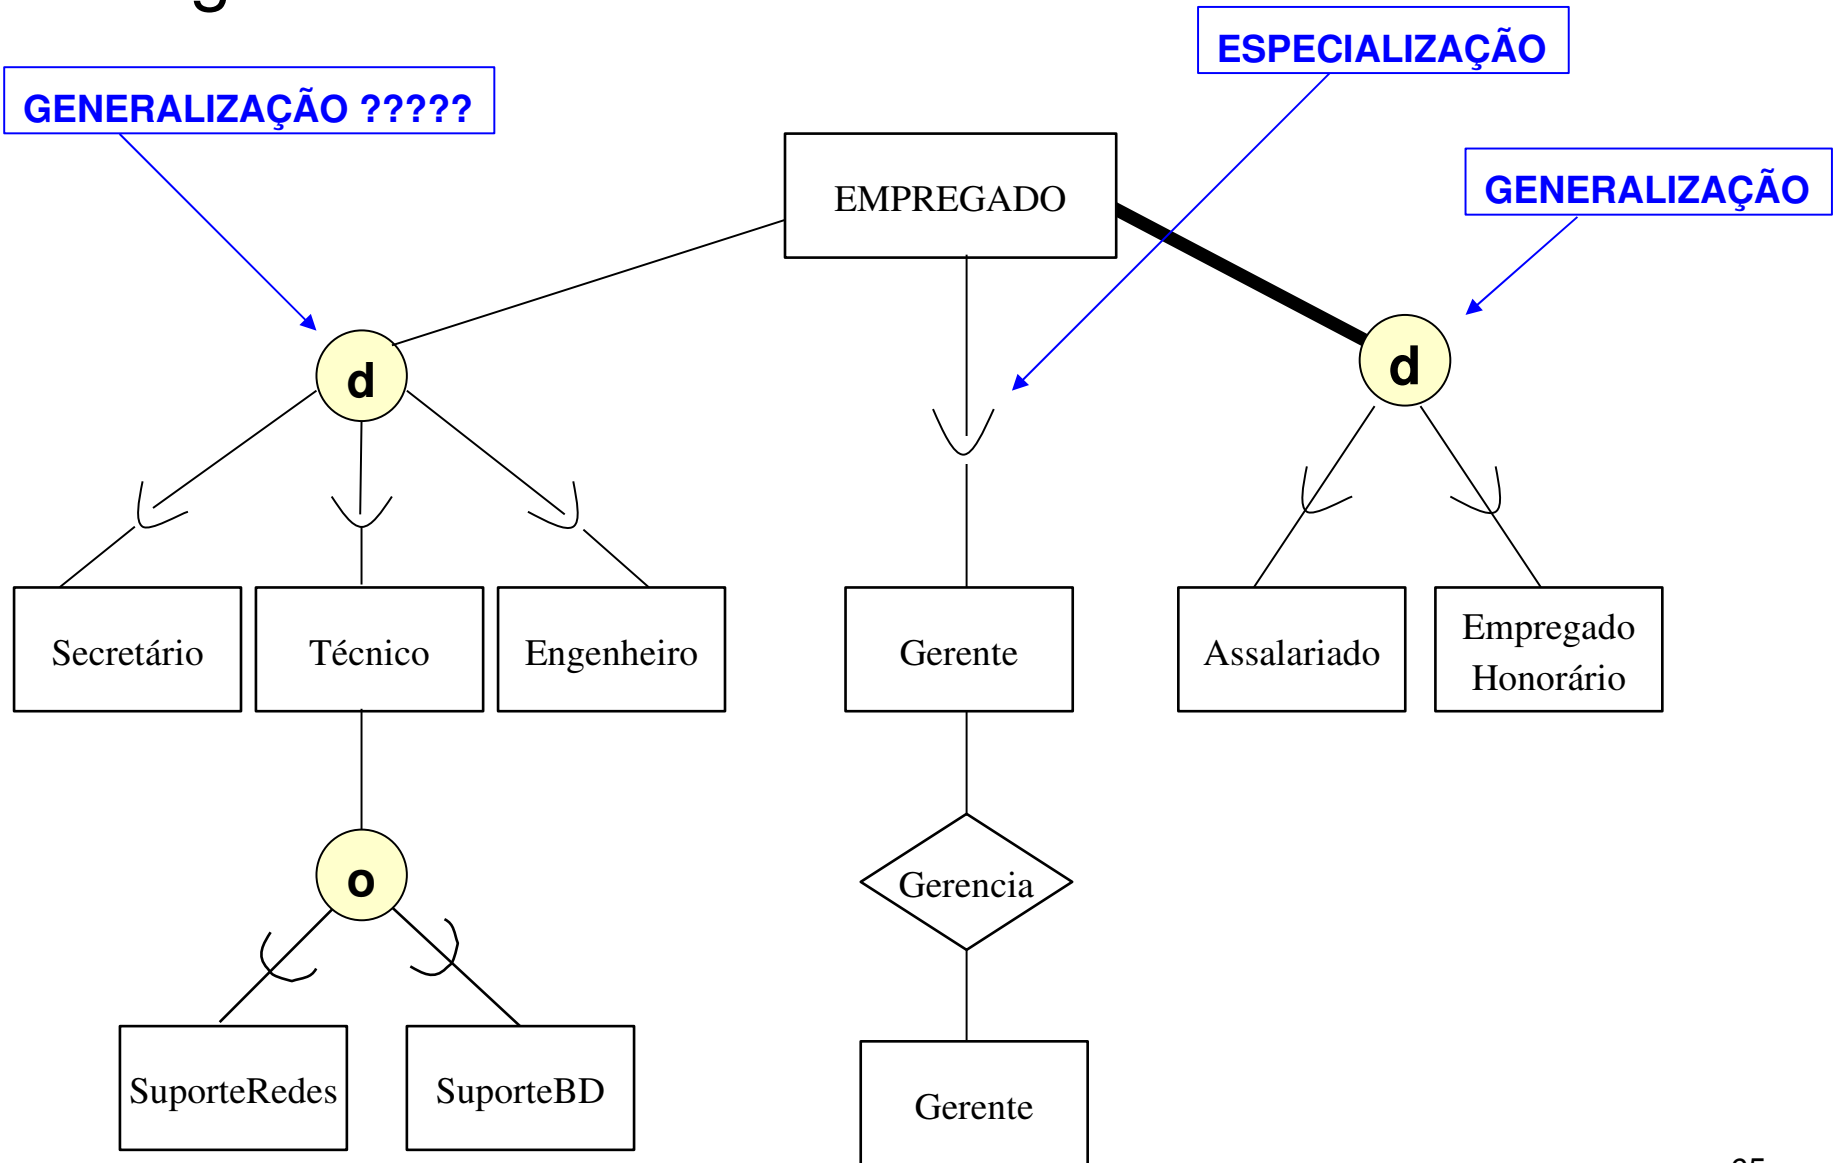 ESPECIALIZAÇÃO
GENERALIZAÇÃO ?????
EMPREGADO
GENERALIZAÇÃO
d
d
Secretário
Técnico
Engenheiro
Gerente
Assalariado
Empregado
Honorário
o
Gerencia
SuporteRedes
SuporteBD
Gerente